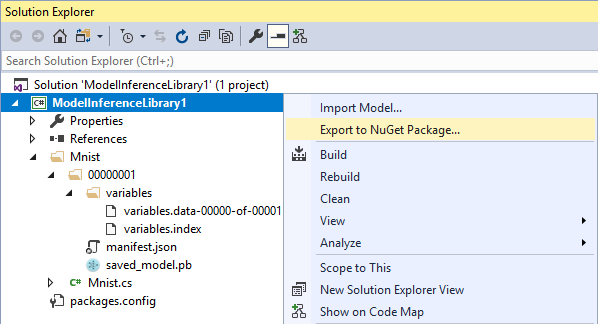 Solution Explorer
Search Solution Explorer (Ctrl+;)
Solution 'ModelInferenceLibrary1' (1 project)
C# ModelInferenceLibrary1
Properties
References
Mnist
00000001
variables
variables.data-00000-of-00001
variables.index
manifest.json
saved_model.pb
C# Mnist.cs
packages.config
Import Model...
Export to NuGet Package...
Build
Rebuild
Clean
View
Analyze
Scope to This
New Solution Explorer View
Show on Code Map